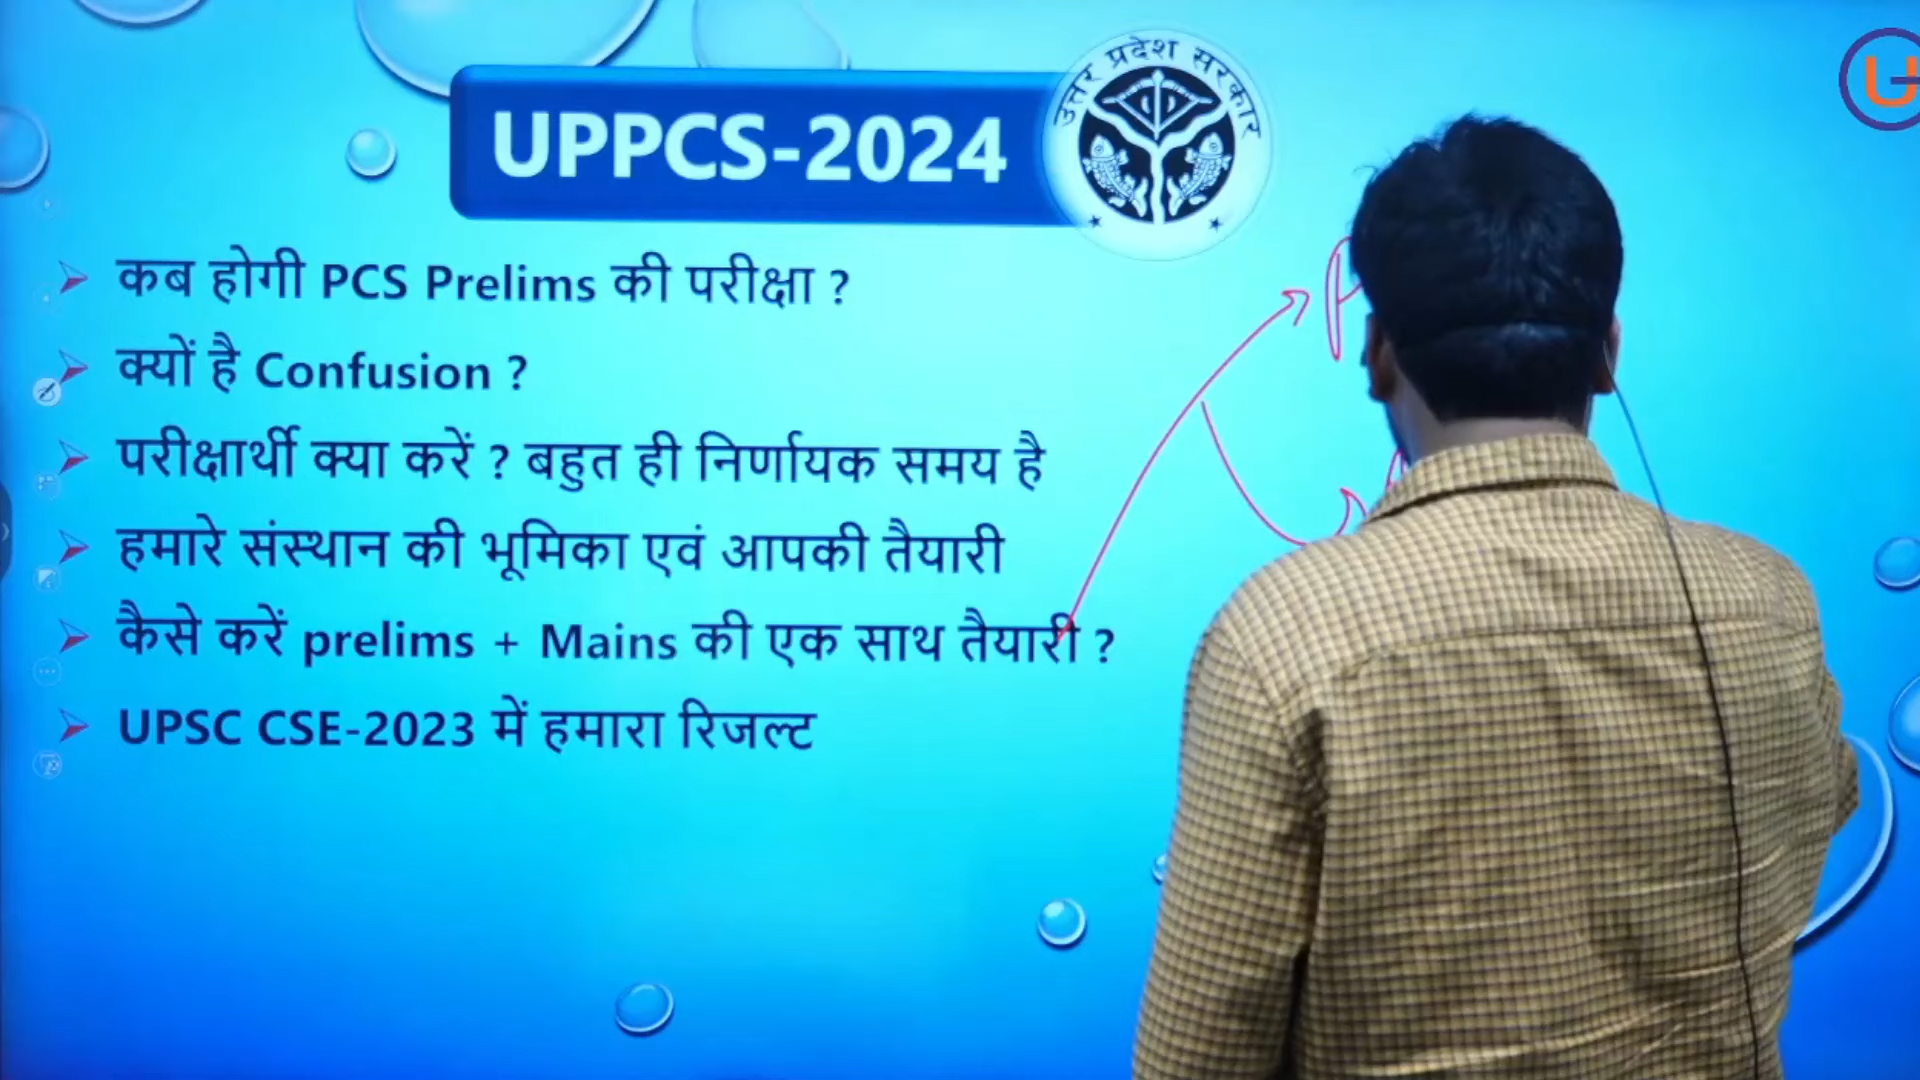 उत्तर प्रदेश सरकार
UPPCS-2024
कब होगी PCS Prelims की परीक्षा ?
क्यों है Confusion ?
परीक्षार्थी क्या करें ? बहुत ही निर्णायक समय है
हमारे संस्थान की भूमिका एवं आपकी तैयारी
कैसे करें prelims + Mains की एक साथ तैयारी ?
UPSC CSE-2023 में हमारा रिजल्ट